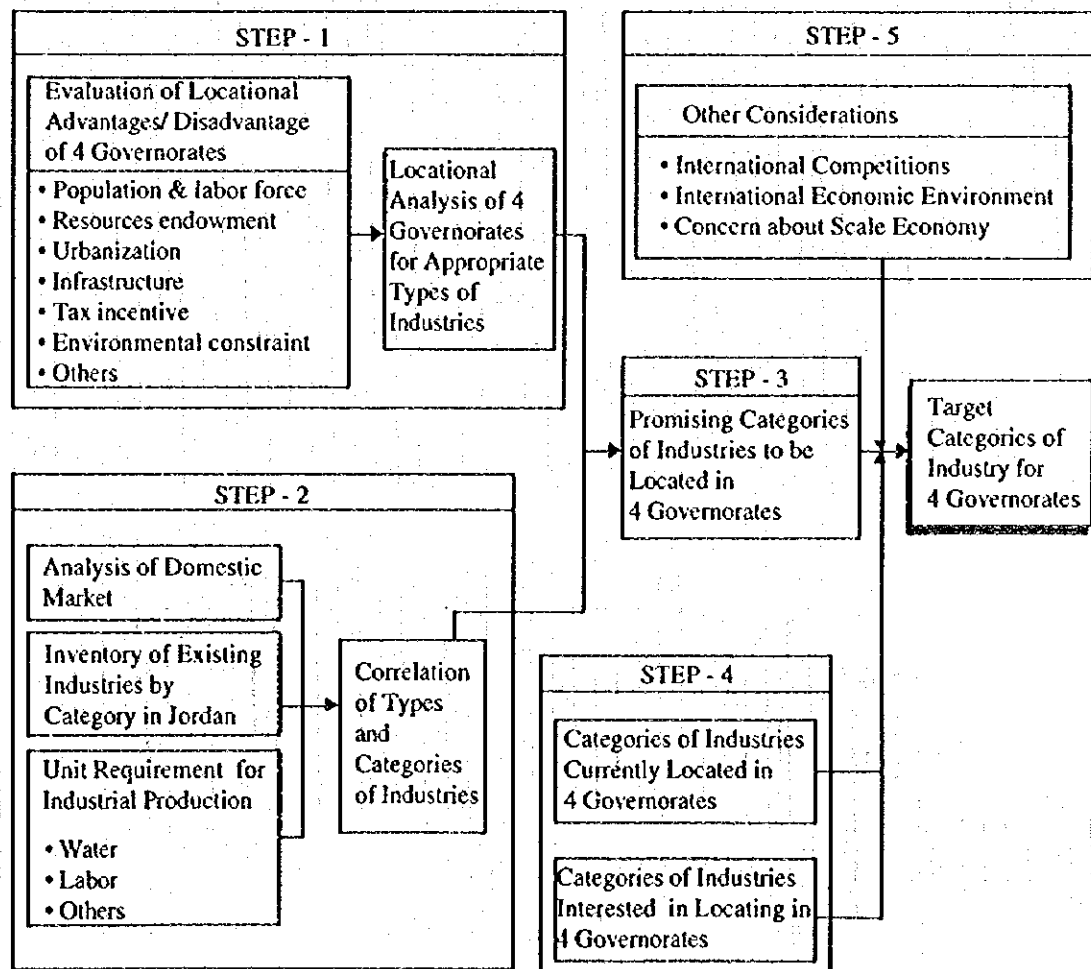 STEP - 1
Evaluation of Locational
Advantages/ Disadvantage
of 4 Governorates
• Population & labor force
• Resources endowment
• Urbanization
• Infrastructure
• Tax incentive
• Environmental constraint
• Others
Locational
Analysis of 4
Governorates
for Appropriate
Types of
Industries
STEP - 2
Analysis of Domestic
Market
Inventory of Existing
Industries by
Category in Jordan
Unit Requirement for
Industrial Production
• Water
• Labor
• Others
Correlation
of Types
and
Categories
of Industries
STEP - 3
Promising Categories
of Industries to be
Located in
4 Governorates
STEP - 4
Categories of Industries
Currently Located in
4 Governorates
Categories of Industries
Interested in Locating in
4 Governorates
STEP - 5
Other Considerations
• International Competitions
• International Economic Environment
• Concern about Scale Economy
Target
Categories of
Industry for
4 Governorates